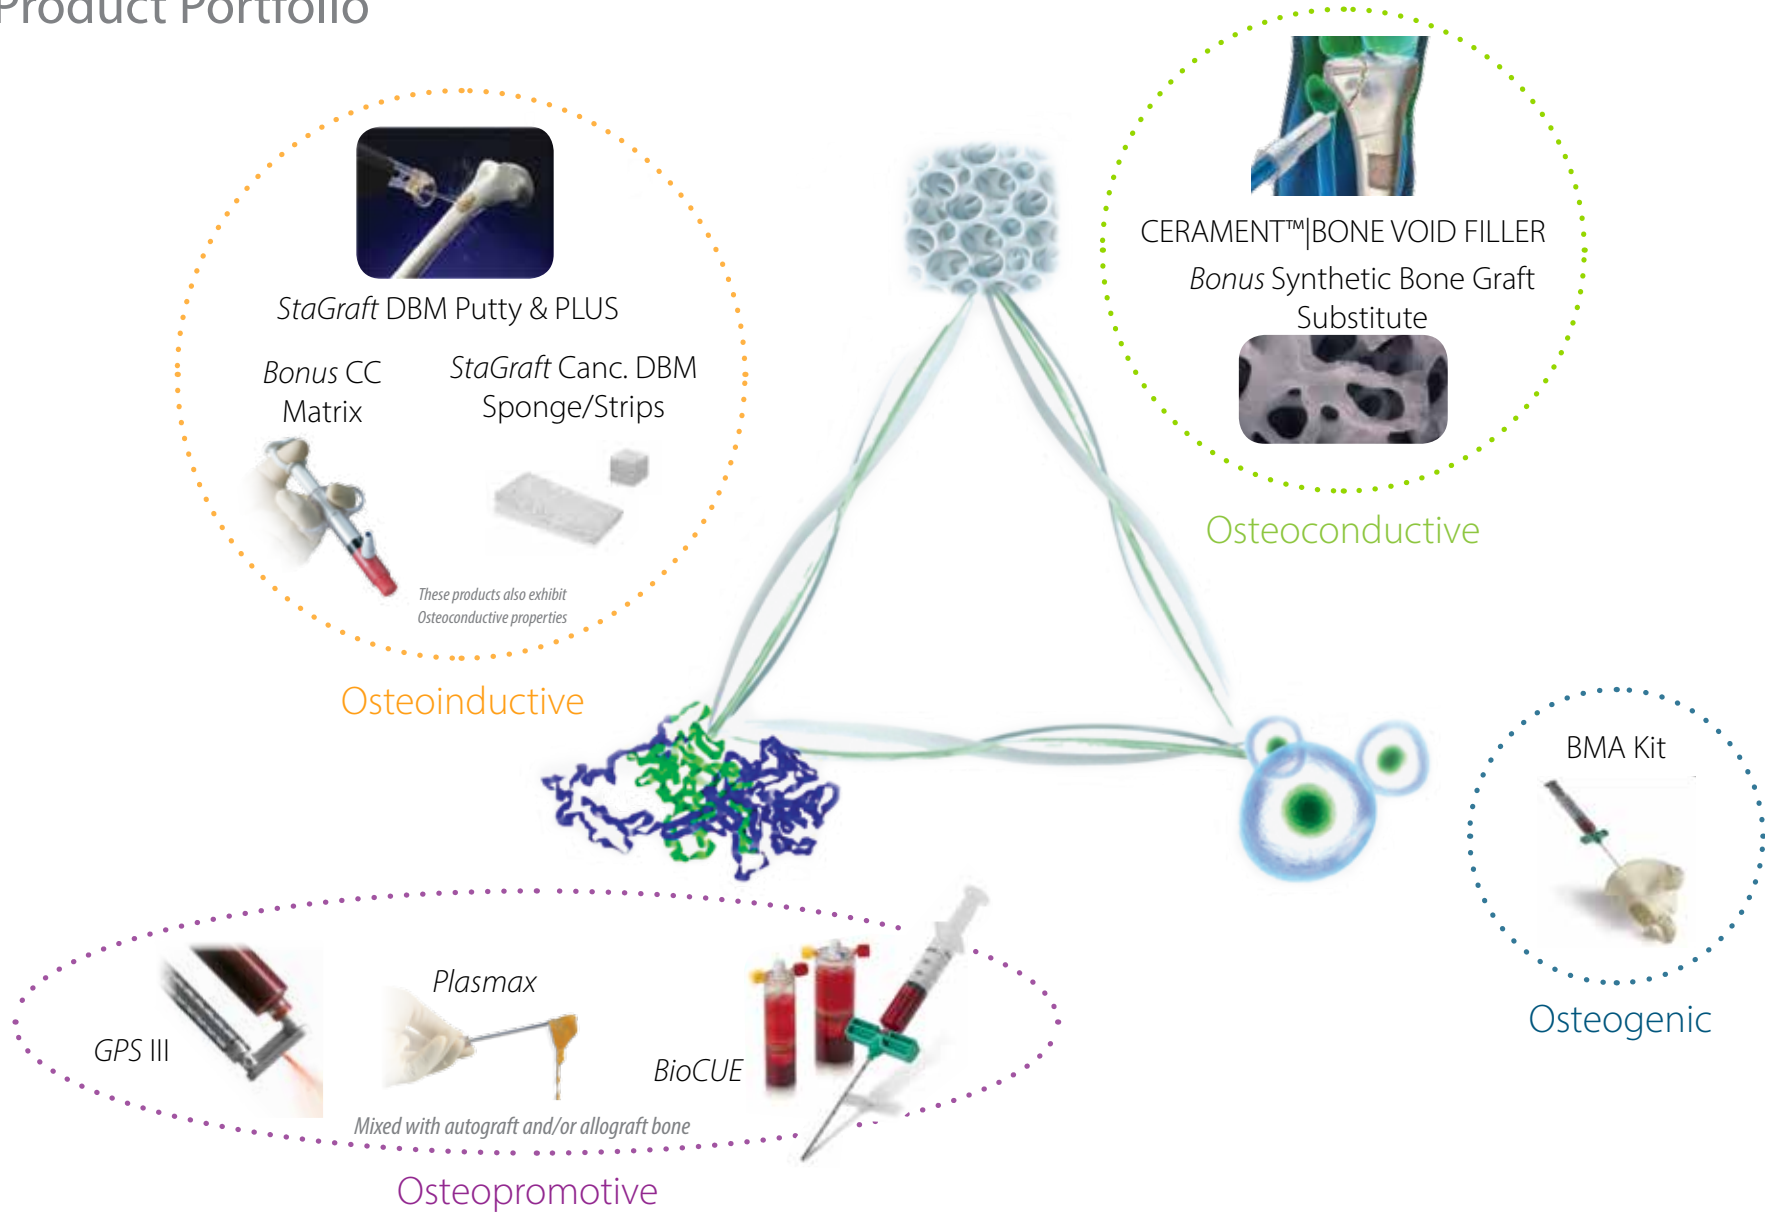 Product Portfolio
StaGraft DBM Putty & PLUS
Bonus CC
Matrix
StaGraft Canc. DBM
Sponge/Strips
These products also exhibit
Osteoconductive properties
Osteoinductive
CERAMENT™|BONE VOID FILLER
Bonus Synthetic Bone Graft
Substitute
Osteoconductive
BMA Kit
Osteogenic
GPS III
Plasmax
BioCUE
Mixed with autograft and/or allograft bone
Osteopromotive